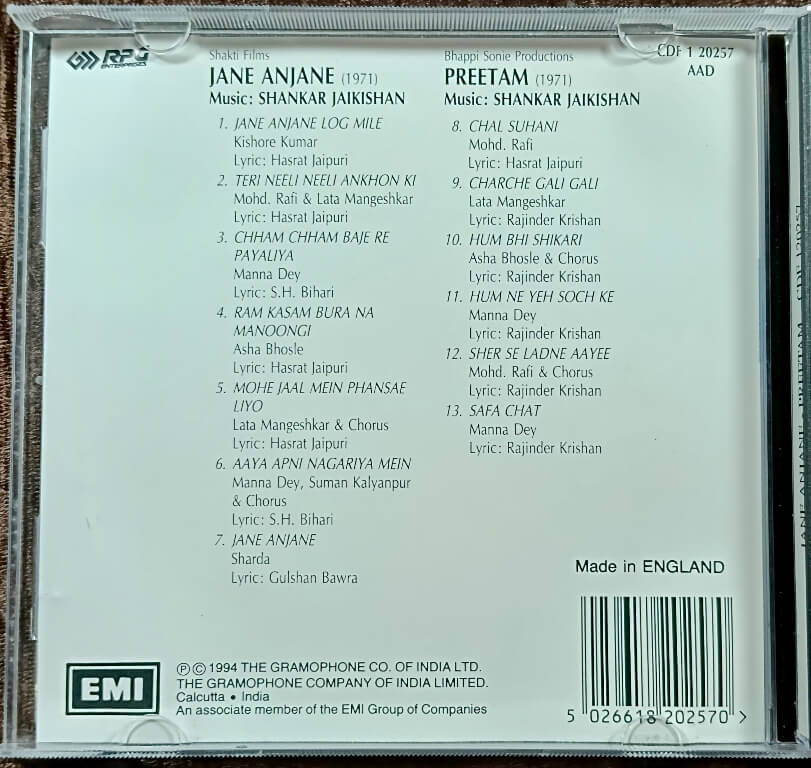 RPG
ENTERPRISES
Shakti Films
JANE ANJANE (1971)
Music: SHANKAR JAIKISHAN
1. JANE ANJANE LOG MILE
Kishore Kumar
Lyric: Hasrat Jaipuri
2. TERI NEELI NEELI ANKHON KI
Mohd. Rafi & Lata Mangeshkar
Lyric: Hasrat Jaipuri
3. CHHAM CHHAM BAJE RE
PAYALIYA
Manna Dey
Lyric: S.H. Bihari
4. RAM KASAM BURA NA
MANOONGI
Asha Bhosle
Lyric: Hasrat Jaipuri
5. MOHE JAAL MEIN PHANSAE
LIYO
Lata Mangeshkar & Chorus
Lyric: Hasrat Jaipuri
6. AAYA APNI NAGARIYA MEIN
Manna Dey, Suman Kalyanpur
& Chorus
Lyric: S.H. Bihari
7. JANE ANJANE
Sharda
Lyric: Gulshan Bawra
Bhappi Sonie Productions
PREETAM (1971)
Music: SHANKAR JAIKISHAN
8. CHAL SUHANI
Mohd. Rafi
Lyric: Hasrat Jaipuri
9. CHARCHE GALI GALI
Lata Mangeshkar
Lyric: Rajinder Krishan
10. HUM BHI SHIKARI
Asha Bhosle & Chorus
Lyric: Rajinder Krishan
11. HUM NE YEH SOCH KE
Manna Dey
Lyric: Rajinder Krishan
12. SHER SE LADNE AAYEE
Mohd. Rafi & Chorus
Lyric: Rajinder Krishan
13. SAFA CHAT
Manna Dey
Lyric: Rajinder Krishan
CDF 1 20257
AAD
Made in ENGLAND
5 026618 202570 >
EMI
℗ © 1994 THE GRAMOPHONE CO. OF INDIA LTD.
THE GRAMOPHONE COMPANY OF INDIA LIMITED.
Calcutta • India
An associate member of the EMI Group of Companies
JANE ANJANE · PREETAM CDF 120257